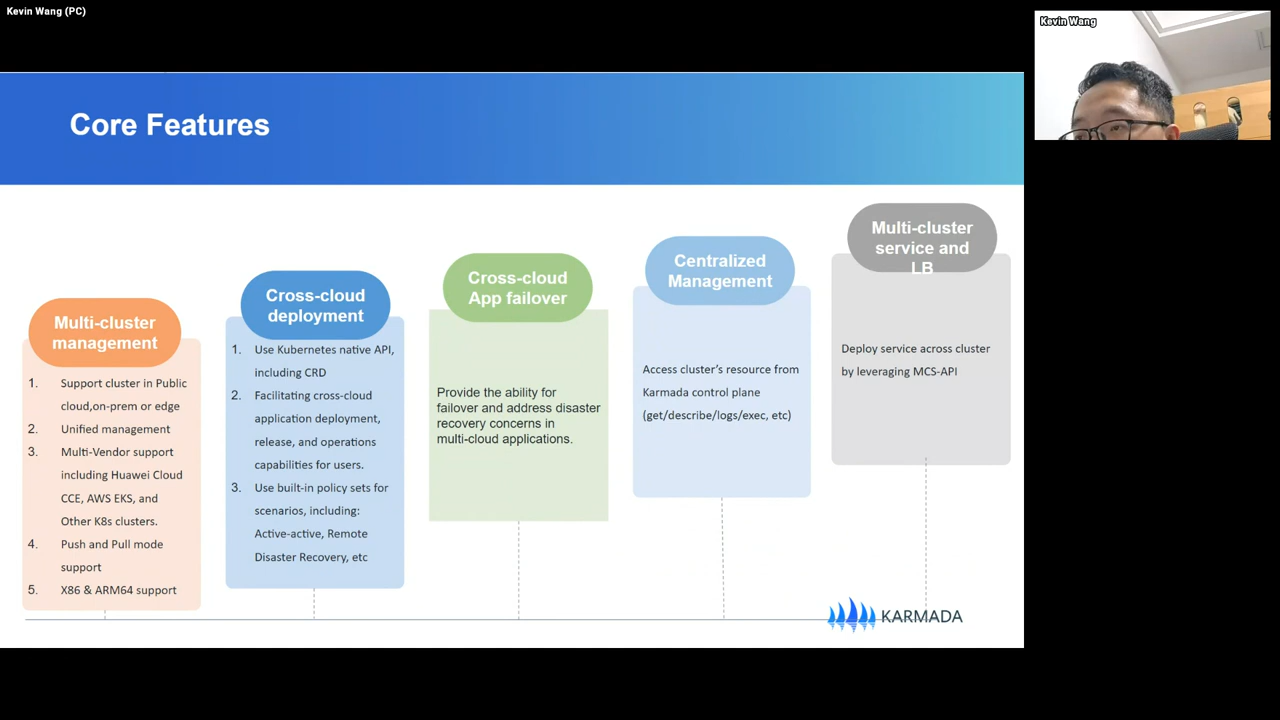 Kevin Wang (PC)
Kevin Wang
Core Features
Multi-cluster
management
1. Support cluster in Public
cloud,on-prem or edge
2. Unified management
3. Multi-Vendor support
including Huawei Cloud
CCE, AWS EKS, and
Other K8s clusters.
4. Push and Pull mode
support
5. X86 & ARM64 support
Cross-cloud
deployment
1. Use Kubernetes native API,
including CRD
2. Facilitating cross-cloud
application deployment,
release, and operations
capabilities for users.
3. Use built-in policy sets for
scenarios, including:
Active-active, Remote
Disaster Recovery, etc
Cross-cloud
App failover
Provide the ability for
failover and address disaster
recovery concerns in
multi-cloud applications.
Centralized
Management
Access cluster's resource from
Karmada control plane
(get/describe/logs/exec, etc)
Multi-cluster
service and
LB
Deploy service across cluster
by leveraging MCS-API
KARMADA